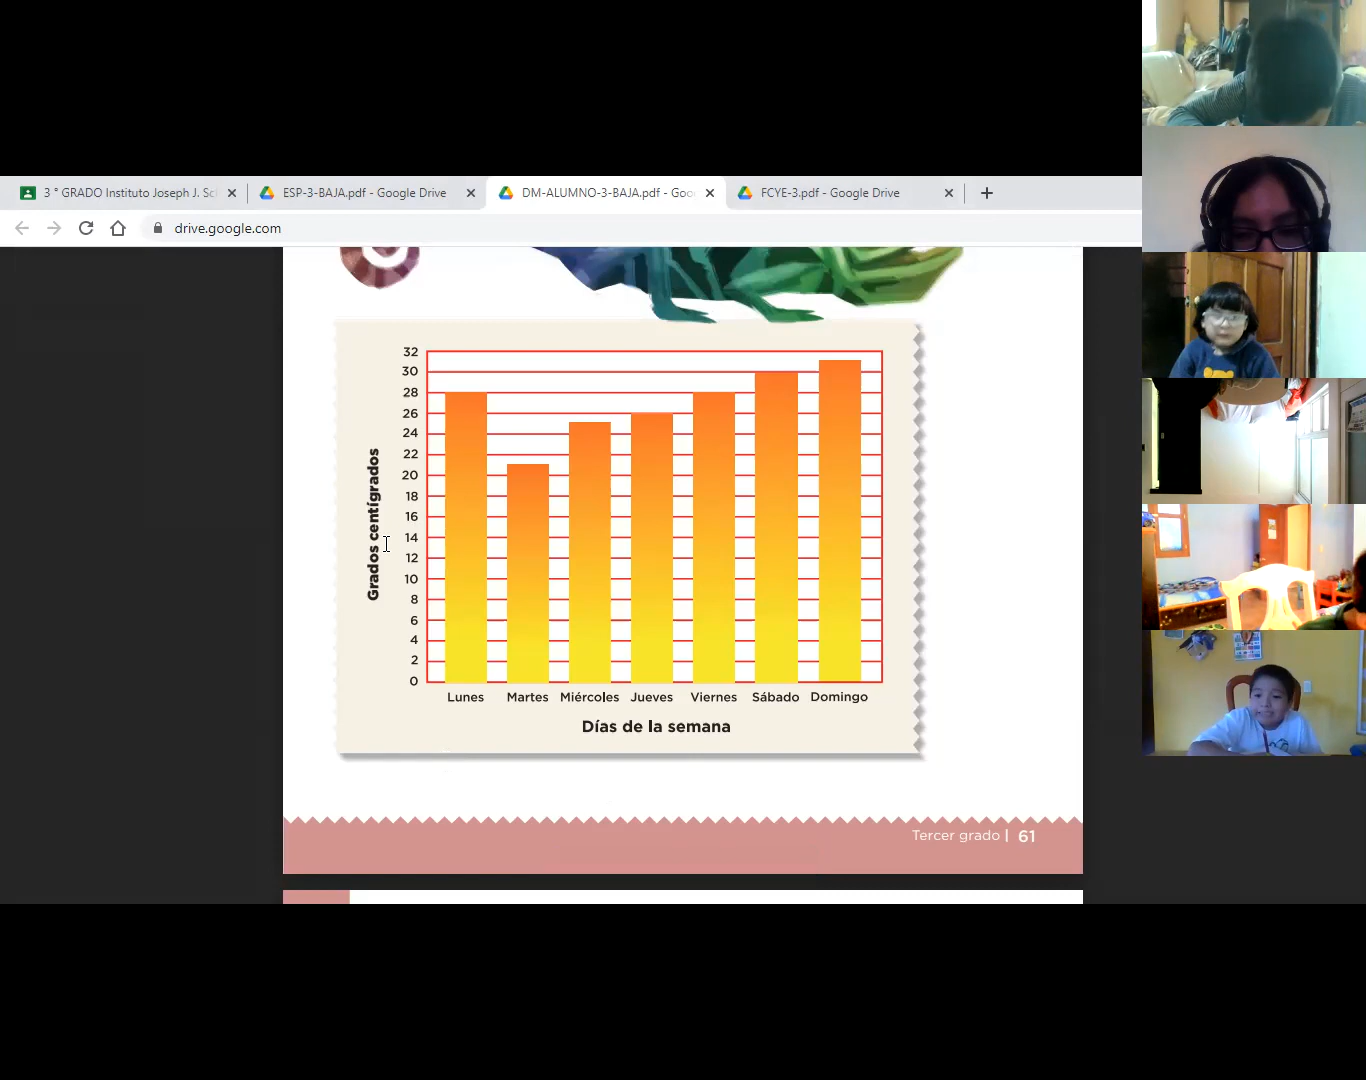 3 ° GRADO Instituto Joseph J. Sc
ESP-3-BAJA.pdf - Google Drive
DM-ALUMNO-3-BAJA.pdf - Goo
FCYE-3.pdf - Google Drive
drive.google.com
Grados centígrados
32
30
28
26
24
22
20
18
16
14
12
10
8
6
4
2
0
Lunes Martes Miércoles Jueves Viernes Sábado Domingo
Días de la semana
Tercer grado | 61